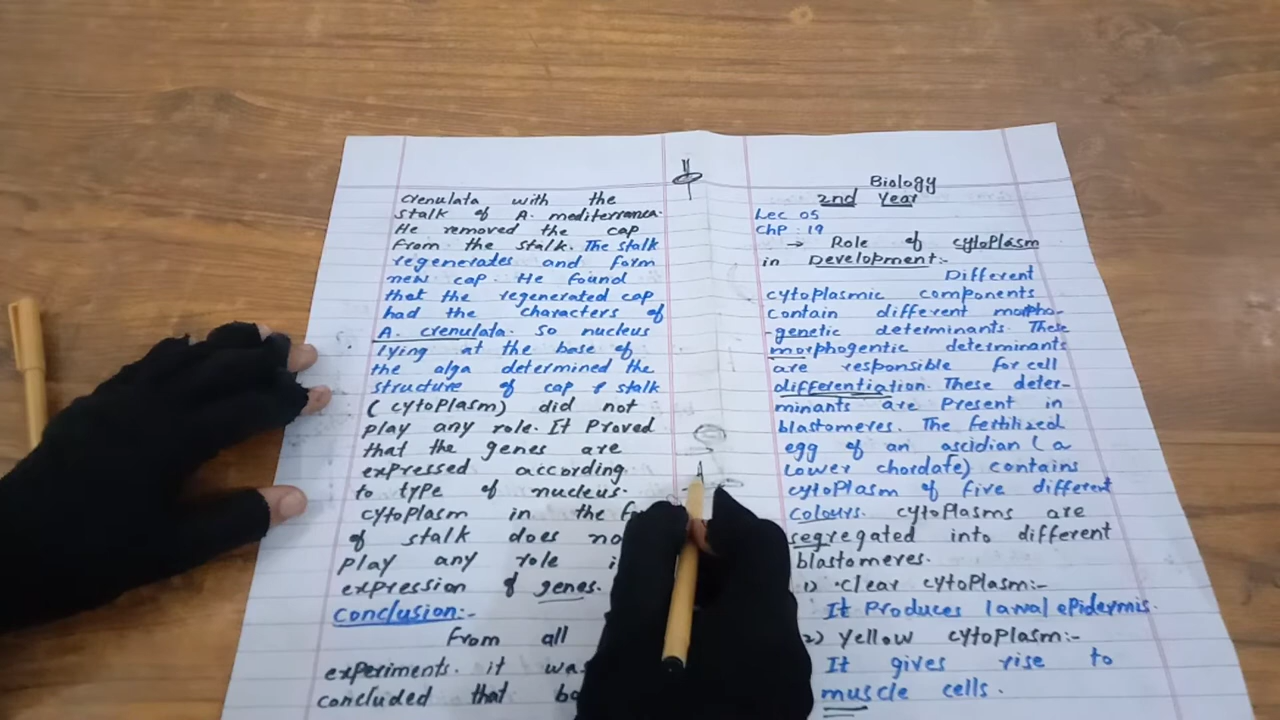 crenulata with the
stalk of A. mediterranea.
He removed the cap
from the stalk. The stalk
regenerates and form
new cap. He found
that the regenerated cap
had the characters of
A. crenulata. So nucleus
lying at the base of
the alga determined the
structure of cap & stalk
(cytoplasm) did not
play any role. It Proved
that the genes are
expressed according
to type of nucleus.
cytoplasm in the
of stalk does
play any role
expression of genes.
Conclusion:-
From all
experiments. it was
concluded that
Biology
2nd Year
Lec 05
Chp : 19
→ Role of cytoplasm
in Development:-
Different
cytoplasmic components
contain different morpho-
-genetic determinants. These
morphogentic determinants
are responsible for cell
differentiation. These deter-
minants are Present in
blastomeres. The fertilized
egg of an ascidian (a
Lower chordate) contains
cytoplasm of five different
colours. cytoplasms are
segregated into different
blastomeres.
1) Clear cytoplasm:-
It Produces larval epidermis.
2) Yellow cytoplasm:-
It gives rise to
muscle cells.